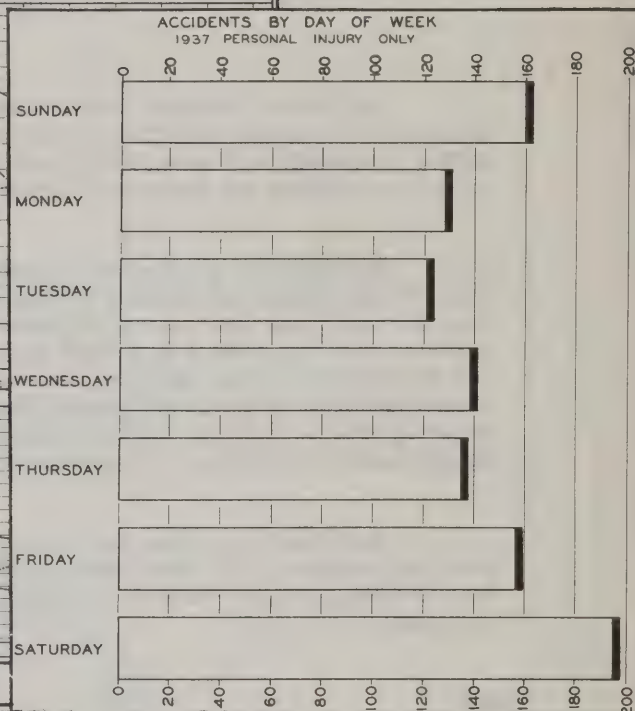 ACCIDENTS BY DAY OF WEEK
1937 PERSONAL INJURY ONLY
0 20 40 60 80 100 120 140 160 180 200
SUNDAY
MONDAY
TUESDAY
WEDNESDAY
THURSDAY
FRIDAY
SATURDAY
0 20 40 60 80 100 120 140 160 180 200